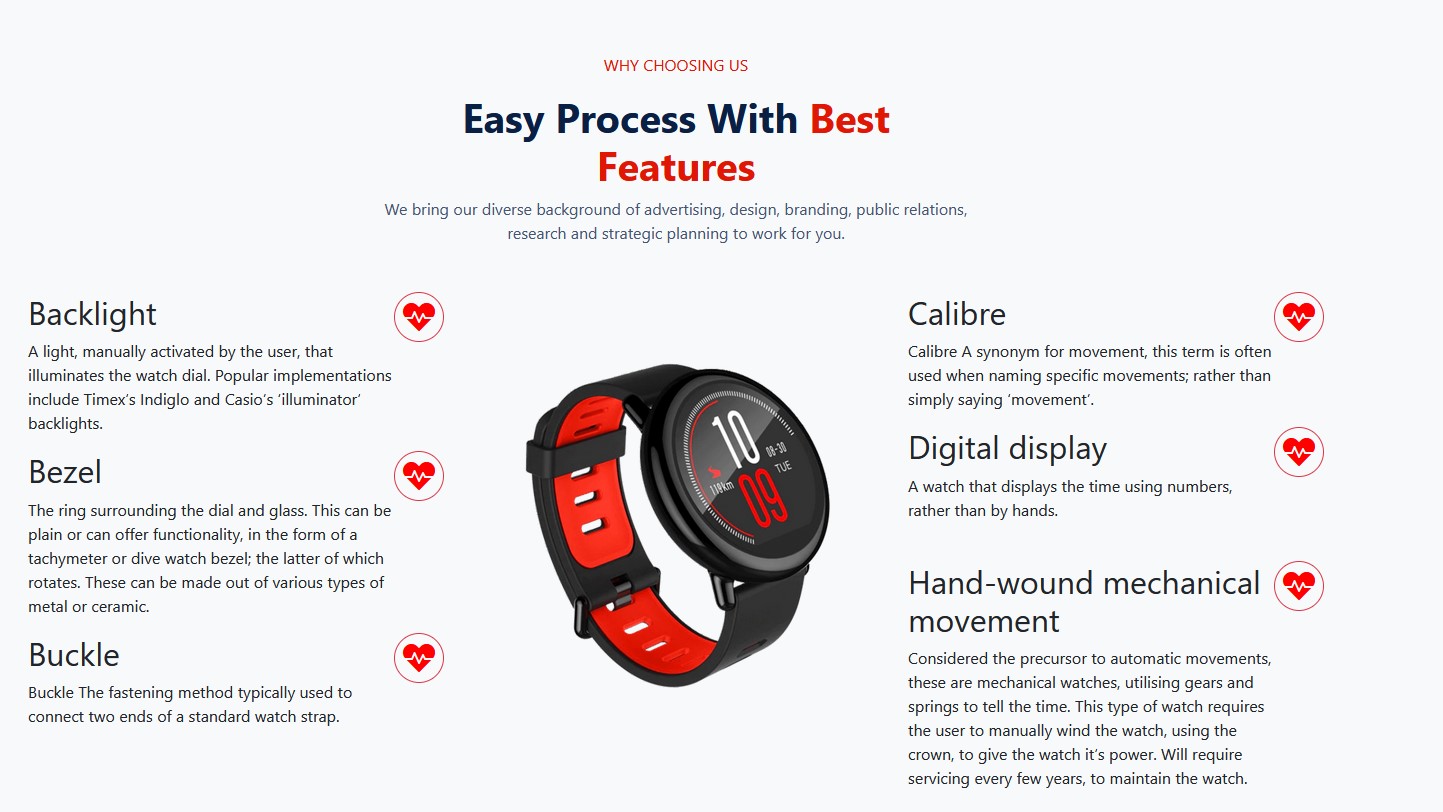 WHY CHOOSING US
Easy Process With Best
Features
We bring our diverse background of advertising, design, branding, public relations,
research and strategic planning to work for you.
Backlight
A light, manually activated by the user, that
illuminates the watch dial. Popular implementations
include Timex’s Indiglo and Casio’s ‘illuminator’
backlights.
Bezel
The ring surrounding the dial and glass. This can be
plain or can offer functionality, in the form of a
tachymeter or dive watch bezel; the latter of which
rotates. These can be made out of various types of
metal or ceramic.
Buckle
Buckle The fastening method typically used to
connect two ends of a standard watch strap.
10
08-30
TUE
118km
09
Calibre
Calibre A synonym for movement, this term is often
used when naming specific movements; rather than
simply saying ‘movement’.
Digital display
A watch that displays the time using numbers,
rather than by hands.
Hand-wound mechanical
movement
Considered the precursor to automatic movements,
these are mechanical watches, utilising gears and
springs to tell the time. This type of watch requires
the user to manually wind the watch, using the
crown, to give the watch it’s power. Will require
servicing every few years, to maintain the watch.